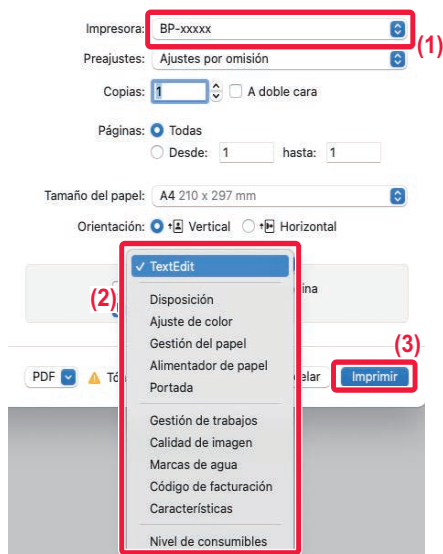 Impresora: BP-xxxxx
(1)
Preajustes: Ajustes por omisión
Copias: 1 A doble cara
Páginas: Todas
Desde: 1 hasta: 1
Tamaño del papel: A4 210 x 297 mm
Orientación: Vertical Horizontal
✓ TextEdit
(2)
Disposición
Ajuste de color
Gestión del papel
Alimentador de papel
Portada
(3)
PDF Imprimir
Gestión de trabajos
Calidad de imagen
Marcas de agua
Código de facturación
Características
Nivel de consumibles